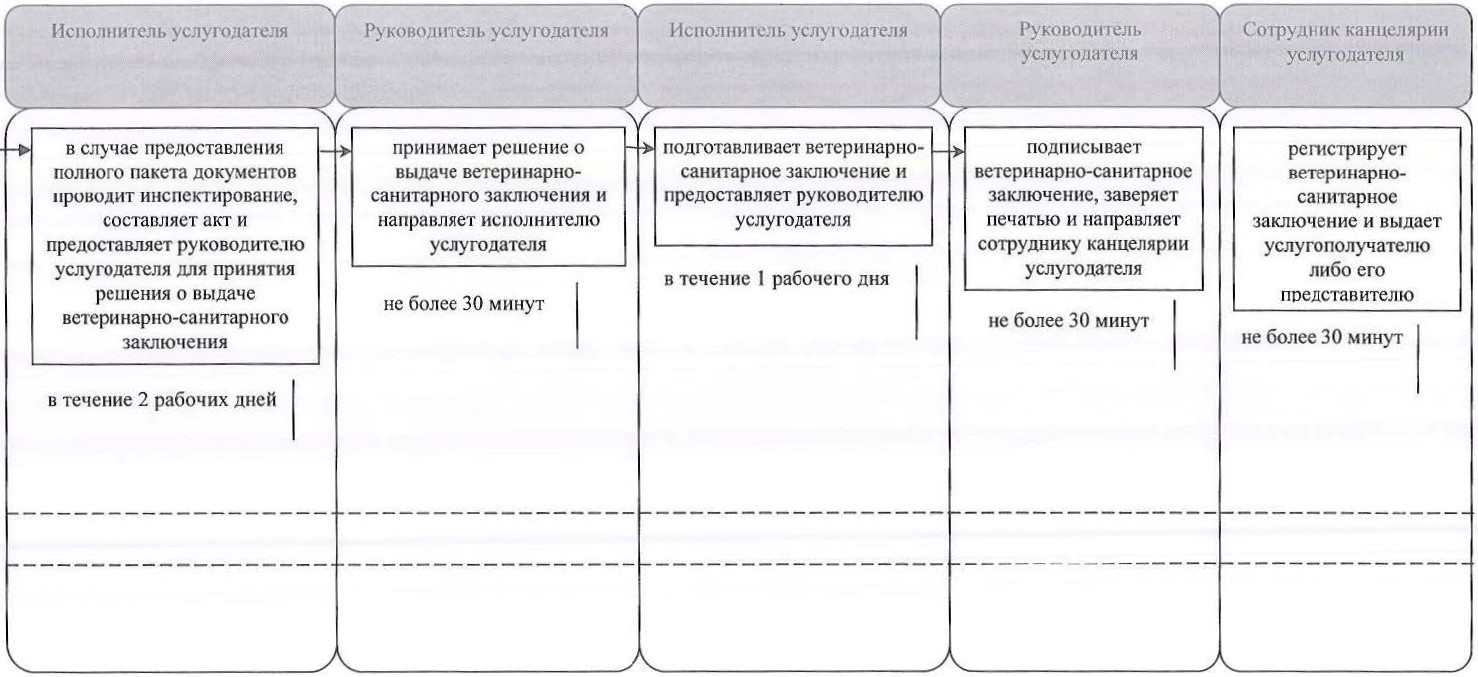 Исполнитель услугодателя
Руководитель услугодателя
Исполнитель услугодателя
Руководитель
услугодателя
Сотрудник канцелярии
услугодателя
в случае предоставления
полного пакета документов
проводит инспектирование,
составляет акт и
предоставляет руководителю
услугодателя для принятия
решения о выдаче
ветеринарно-санитарного
заключения
в течение 2 рабочих дней
принимает решение о
выдаче ветеринарно-
санитарного заключения и
направляет исполнителю
услугодателя
не более 30 минут
подготавливает ветеринарно-
санитарное заключение и
предоставляет руководителю
услугодателя
в течение 1 рабочего дня
подписывает
ветеринарно-санитарное
заключение, заверяет
печатью и направляет
сотруднику канцелярии
услугодателя
не более 30 минут
регистрирует
ветеринарно-
санитарное
заключение и выдает
услугополучателю
либо его
представителю
не более 30 минут